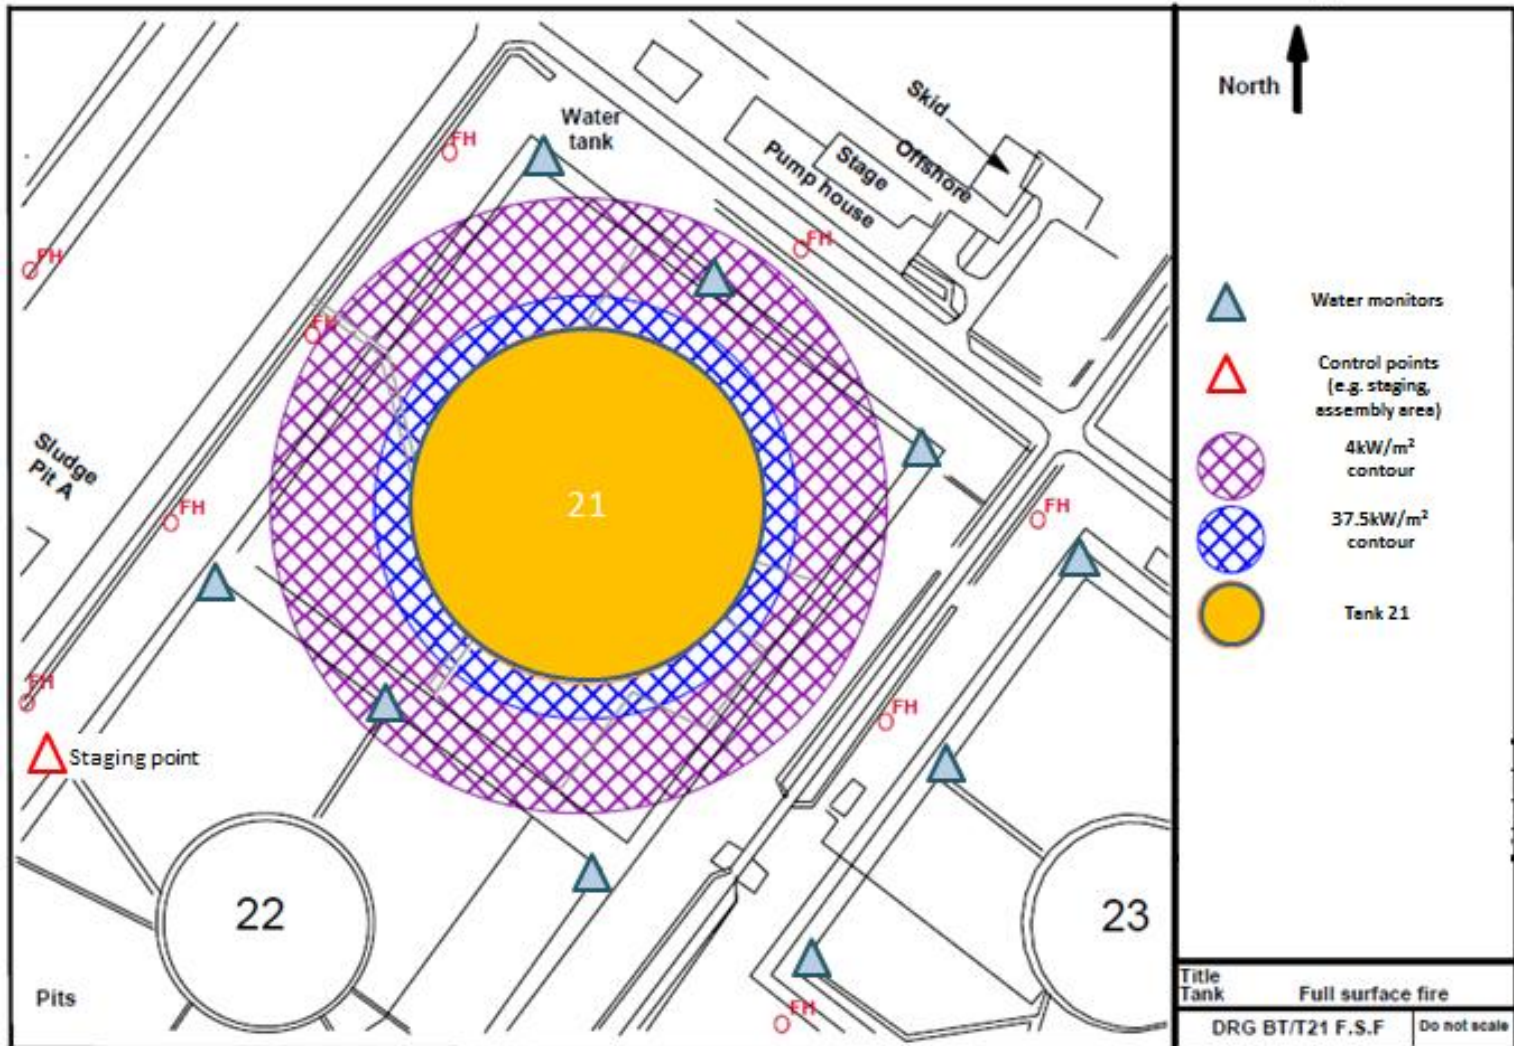 Water
tank
Skid
Offshore
Stage
Pump house
FH
FH
FH
FH
FH
FH
FH
FH
FH
21
Sludge
Pit A
Staging point
22
23
Pits
North
Water monitors
Control points
(e.g. staging,
assembly area)
4kW/m²
contour
37.5kW/m²
contour
Tank 21
Title
Tank Full surface fire
DRG BT/T21 F.S.F Do not scale